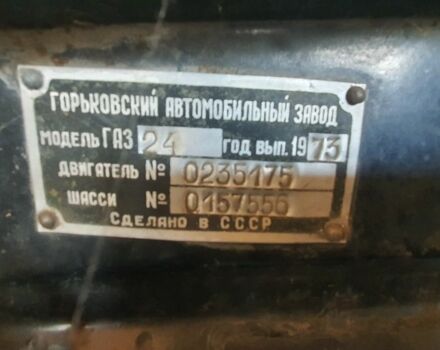 ГОРЬКОВСКИЙ АВТОМОБИЛЬНЫЙ ЗАВОД
МОДЕЛЬ ГАЗ 24 ГОД ВЫП. 1973
ДВИГАТЕЛЬ № 0235175
ШАССИ № 0157556
СДЕЛАНО В СССР